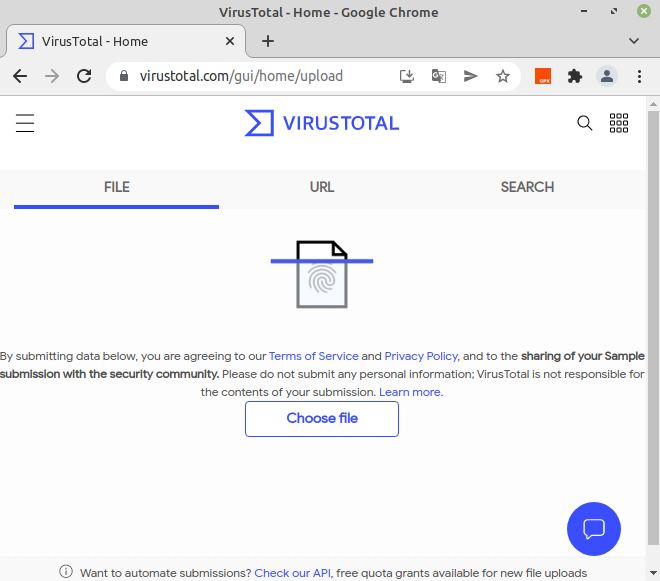 VirusTotal - Home - Google Chrome
VirusTotal - Home
virustotal.com/gui/home/upload
GPX
VIRUSTOTAL
FILE URL SEARCH
By submitting data below, you are agreeing to our Terms of Service and Privacy Policy, and to the sharing of your Sample
submission with the security community. Please do not submit any personal information; VirusTotal is not responsible for
the contents of your submission. Learn more.
Choose file
Want to automate submissions? Check our API, free quota grants available for new file uploads